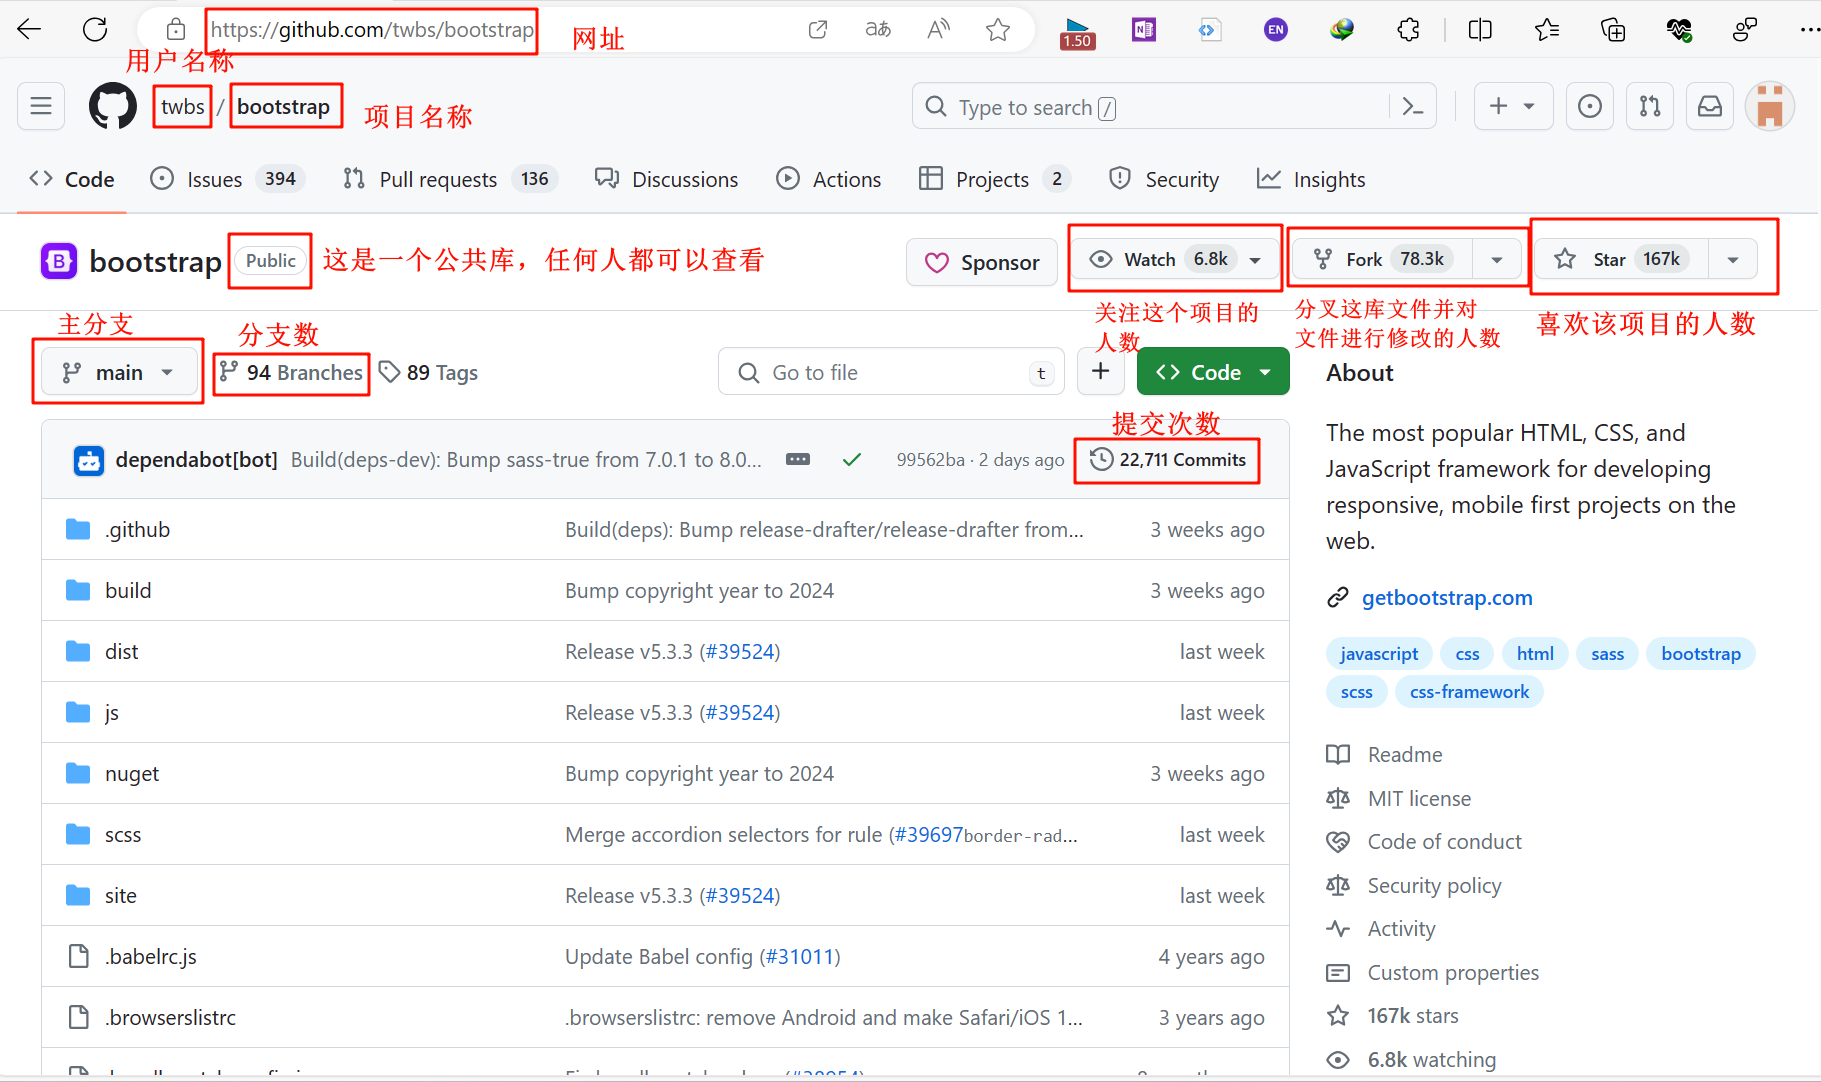 https://github.com/twbs/bootstrap 网址
1.50
EN
用户名称
twbs / bootstrap 项目名称
Type to search /
Code Issues 394 Pull requests 136 Discussions Actions Projects 2 Security Insights
bootstrap Public 这是一个公共库，任何人都可以查看 Sponsor Watch 6.8k Fork 78.3k Star 167k
关注这个项目的
人数
分叉这库文件并对
文件进行修改的人数
喜欢该项目的人数
主分支 分支数
main 94 Branches 89 Tags Go to file t Code
提交次数
dependabot[bot] Build(deps-dev): Bump sass-true from 7.0.1 to 8.0... 99562ba · 2 days ago 22,711 Commits
.github Build(deps): Bump release-drafter/release-drafter from... 3 weeks ago
build Bump copyright year to 2024 3 weeks ago
dist Release v5.3.3 (#39524) last week
js Release v5.3.3 (#39524) last week
nuget Bump copyright year to 2024 3 weeks ago
scss Merge accordion selectors for rule (#39697border-rad... last week
site Release v5.3.3 (#39524) last week
.babelrc.js Update Babel config (#31011) 4 years ago
.browserslistrc .browserslistrc: remove Android and make Safari/iOS 1... 3 years ago
About
The most popular HTML, CSS, and
JavaScript framework for developing
responsive, mobile first projects on the
web.
getbootstrap.com
javascript css html sass bootstrap
scss css-framework
Readme
MIT license
Code of conduct
Security policy
Activity
Custom properties
167k stars
6.8k watching